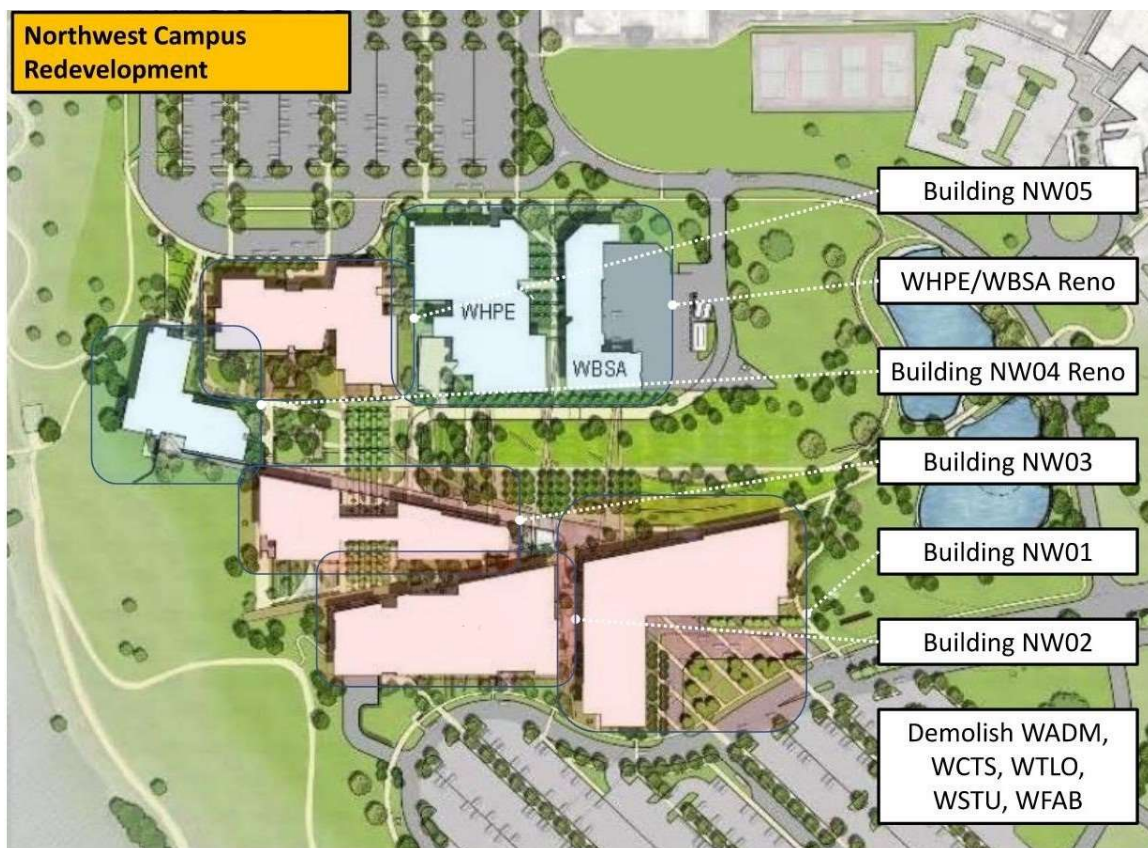 Northwest Campus
Redevelopment
Building NW05
WHPE/WBSA Reno
WHPE
WBSA
Building NW04 Reno
Building NW03
Building NW01
Building NW02
Demolish WADM,
WCTS, WTLO,
WSTU, WFAB